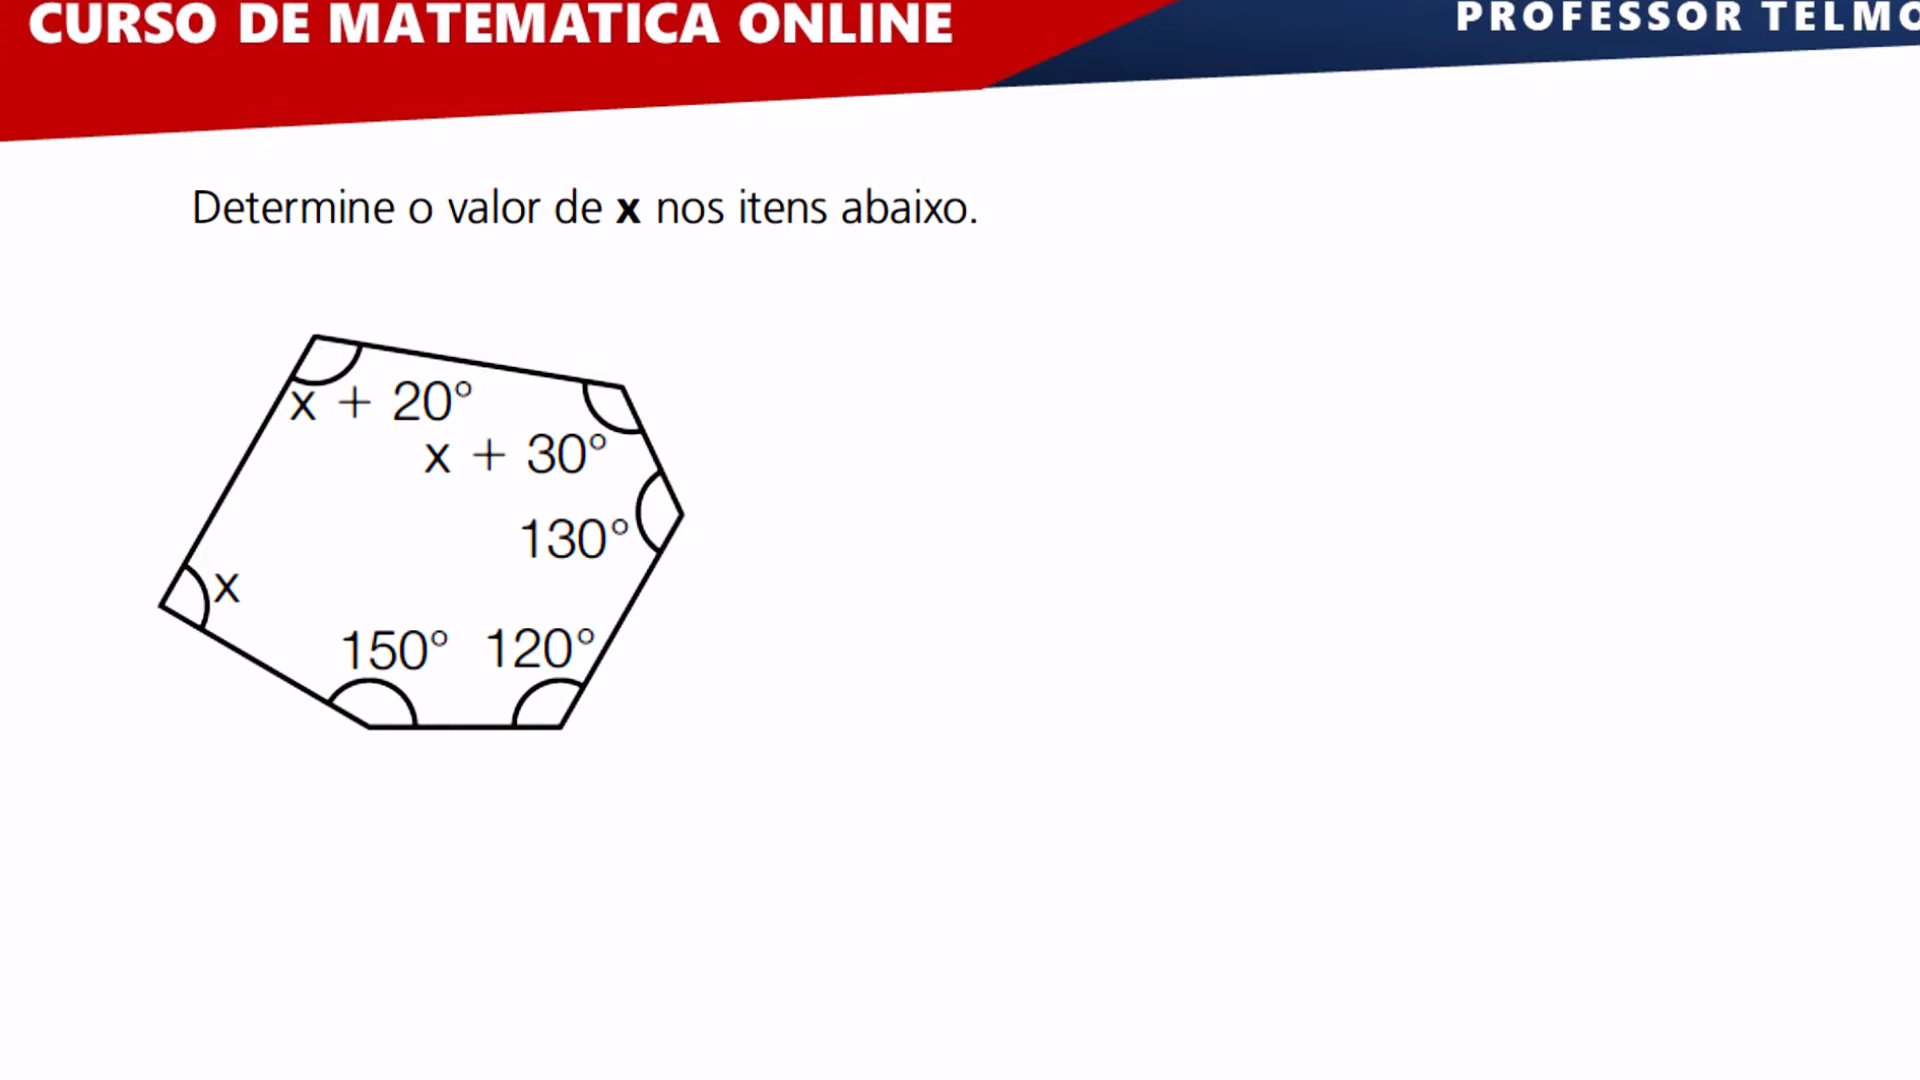 CURSO DE MATEMATICA ONLINE
PROFESSOR TELMO
Determine o valor de x nos itens abaixo.
x + 20°
x + 30°
130°
x
150° 120°